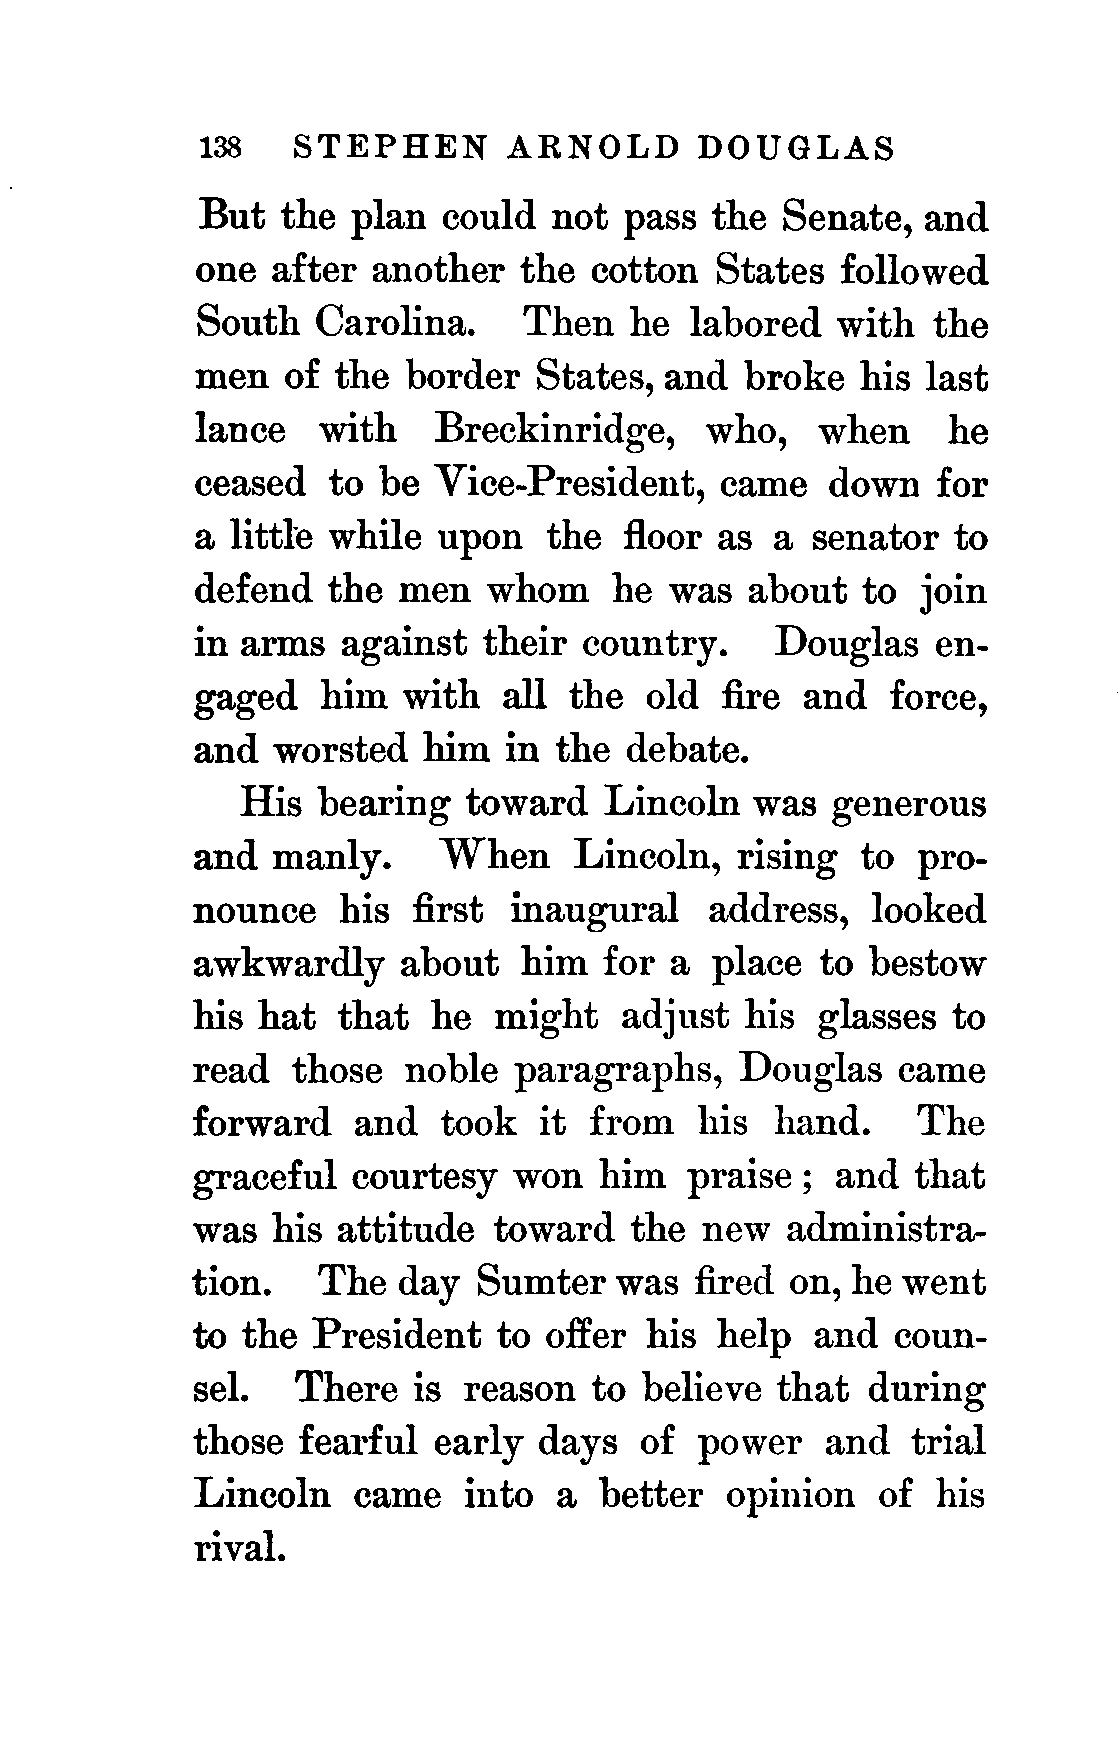 138 STEPHEN ARNOLD DOUGLAS
But the plan could not pass the Senate, and
one after another the cotton States followed
South Carolina. Then he labored with the
men of the border States, and broke his last
lance with Breckinridge, who, when he
ceased to be Vice-President, came down for
a little while upon the floor as a senator to
defend the men whom he was about to join
in arms against their country. Douglas en-
gaged him with all the old fire and force,
and worsted him in the debate.
His bearing toward Lincoln was generous
and manly. When Lincoln, rising to pro-
nounce his first inaugural address, looked
awkwardly about him for a place to bestow
his hat that he might adjust his glasses to
read those noble paragraphs, Douglas came
forward and took it from his hand. The
graceful courtesy won him praise; and that
was his attitude toward the new administra-
tion. The day Sumter was fired on, he went
to the President to offer his help and coun-
sel. There is reason to believe that during
those fearful early days of power and trial
Lincoln came into a better opinion of his
rival.